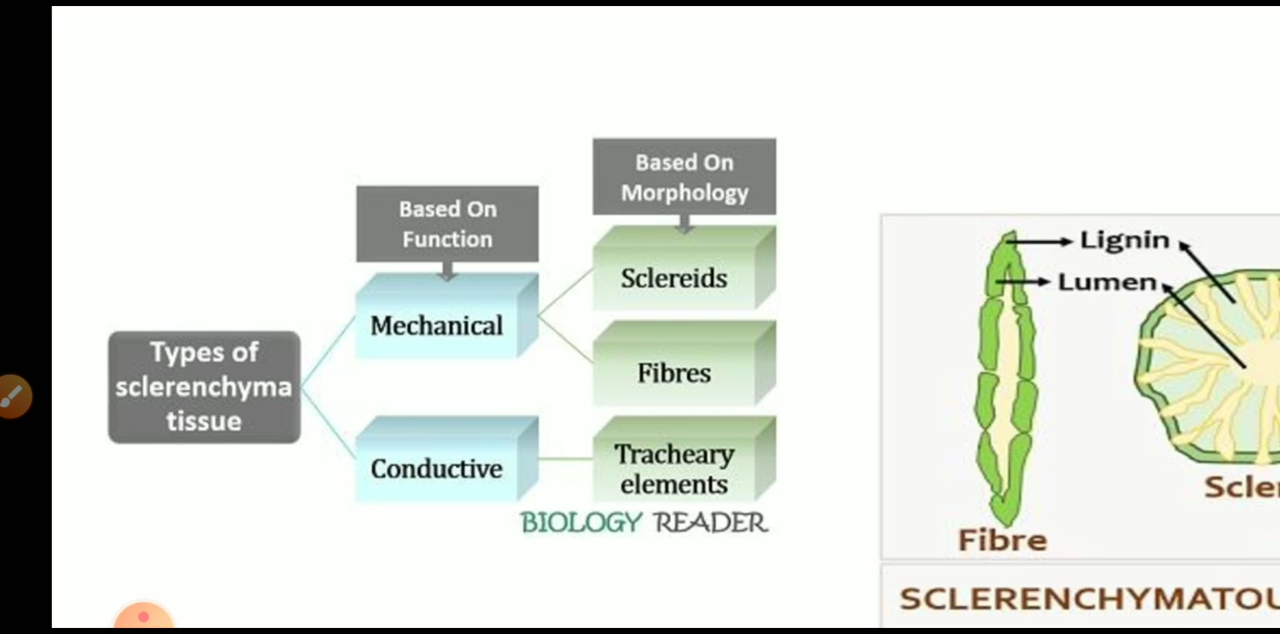 Types of
sclerenchyma
tissue
Based On
Function
Mechanical
Conductive
Based On
Morphology
Sclereids
Fibres
Tracheary
elements
BIOLOGY READER
Lignin
Lumen
Fibre